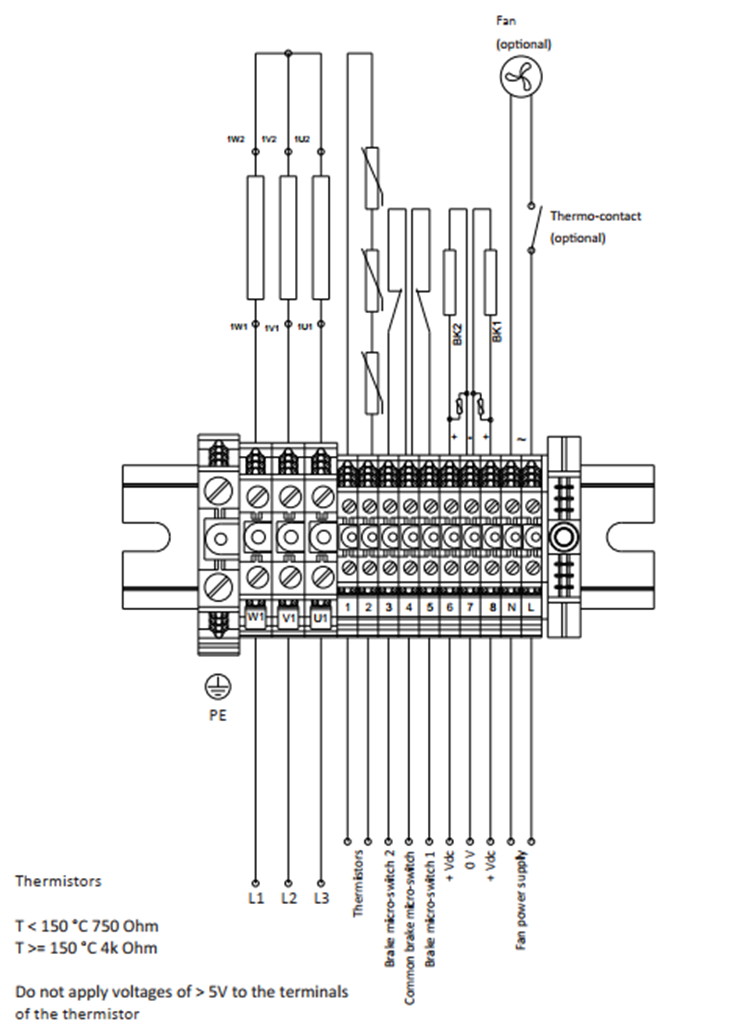 Fan
(optional)
1W2 1V2 1U2
Thermo-contact
(optional)
1W1 1V1 1U1
BK2
BK1
+ - + ~
W1 V1 U1 1 2 3 4 5 6 7 8 N L
PE
L1 L2 L3
Thermistors
Brake micro-switch 2
Common brake micro-switch
Brake micro-switch 1
+ Vdc
0 V
+ Vdc
Fan power supply
Thermistors
T < 150 °C 750 Ohm
T >= 150 °C 4k Ohm
Do not apply voltages of > 5V to the terminals
of the thermistor